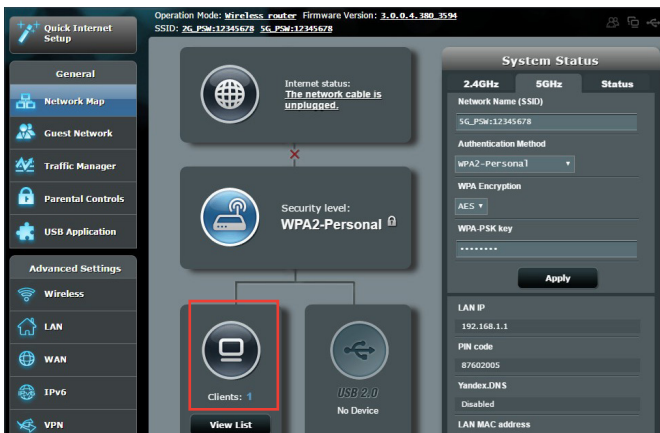 Operation Mode: Wireless router Firmware Version: 3.0.0.4.380_3594
SSID: 2G_PSW:12345678 5G_PSW:12345678
Quick Internet
Setup
General
Network Map
Guest Network
Traffic Manager
Parental Controls
USB Application
Advanced Settings
Wireless
LAN
WAN
IPv6
VPN
Internet status:
The network cable is
unplugged.
Security level:
WPA2-Personal
Clients: 1
View List
USB 2.0
No Device
System Status
2.4GHz 5GHz Status
Network Name (SSID)
5G_PSW:12345678
Authentication Method
WPA2-Personal
WPA Encryption
AES
WPA-PSK key
••••••••
Apply
LAN IP
192.168.1.1
PIN code
87602005
Yandex.DNS
Disabled
LAN MAC address